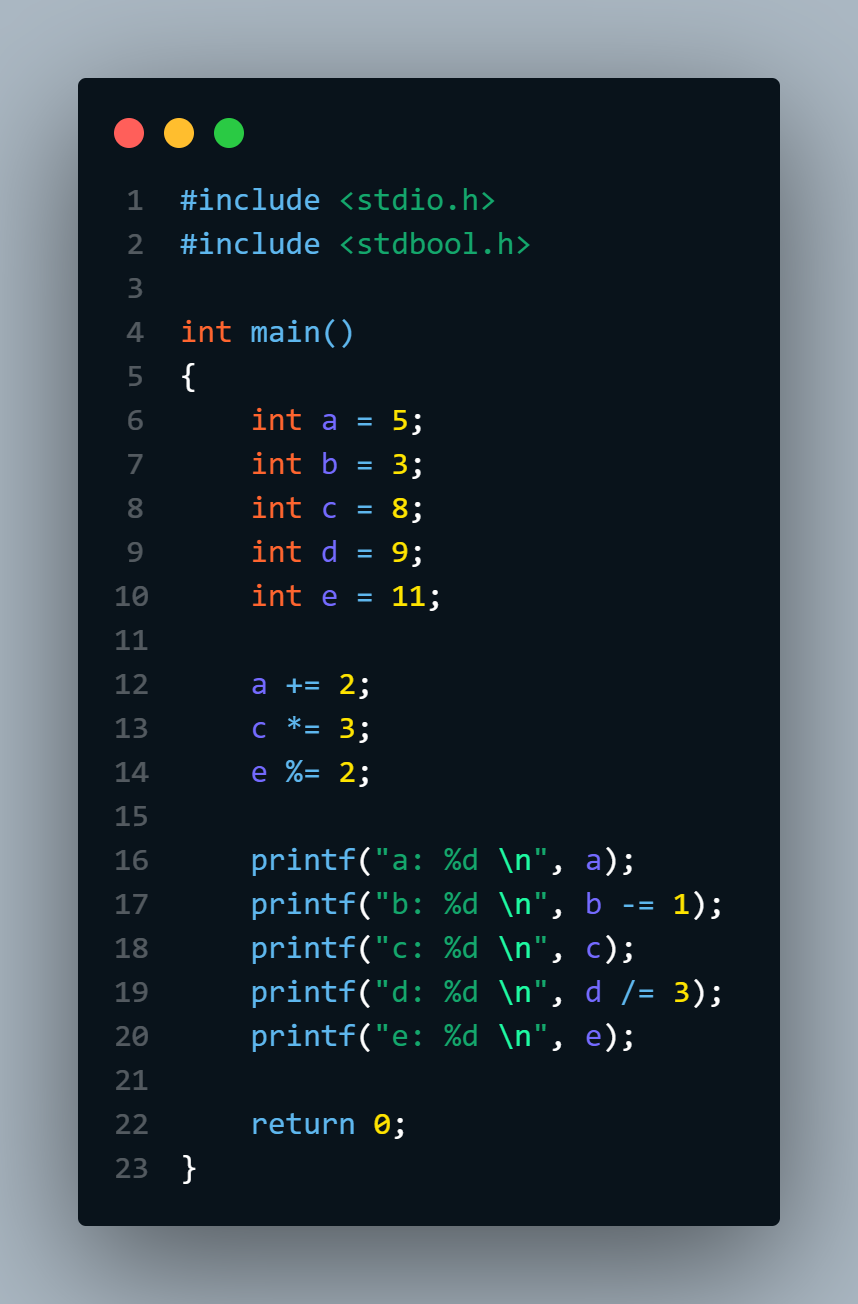 1 #include <stdio.h>
2 #include <stdbool.h>
3
4 int main()
5 {
6     int a = 5;
7     int b = 3;
8     int c = 8;
9     int d = 9;
10     int e = 11;
11
12     a += 2;
13     c *= 3;
14     e %= 2;
15
16     printf("a: %d \n", a);
17     printf("b: %d \n", b -= 1);
18     printf("c: %d \n", c);
19     printf("d: %d \n", d /= 3);
20     printf("e: %d \n", e);
21
22     return 0;
23 }